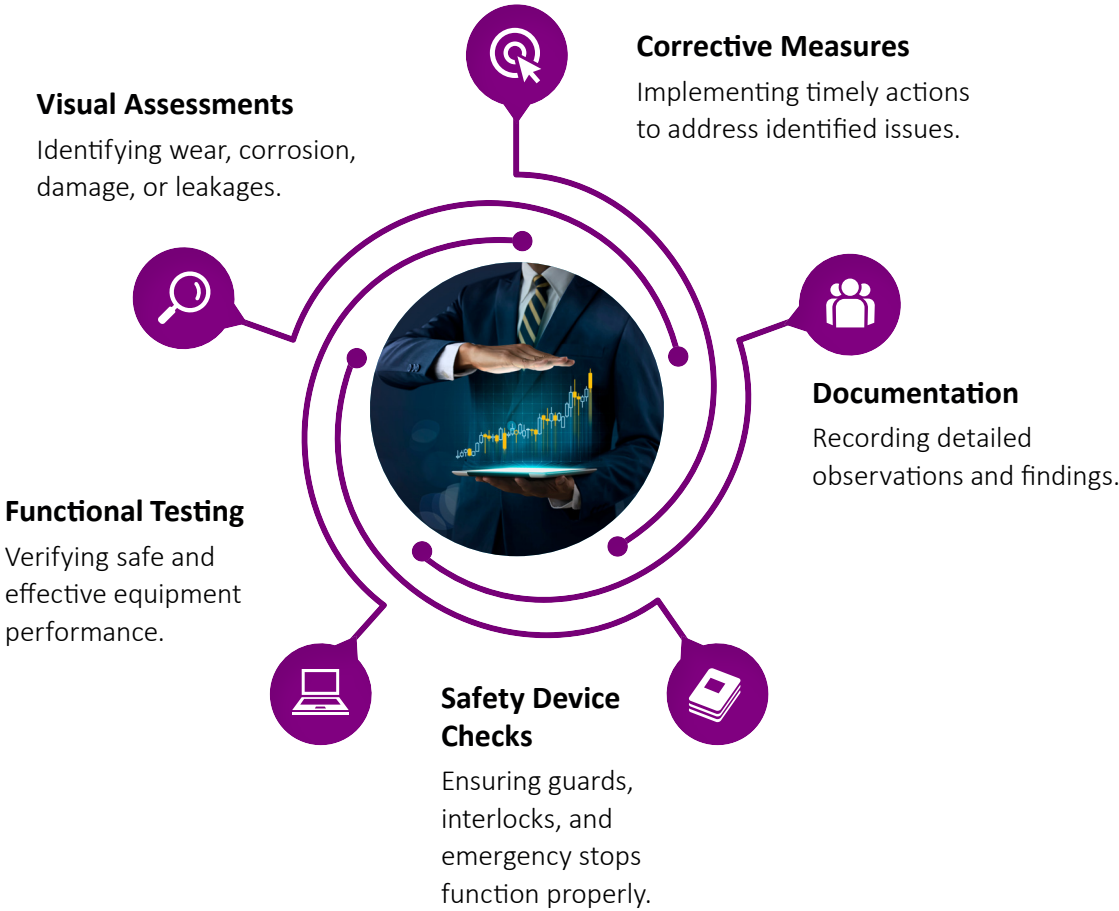 Corrective Measures
Implementing timely actions
to address identified issues.
Visual Assessments
Identifying wear, corrosion,
damage, or leakages.
Documentation
Recording detailed
observations and findings.
Functional Testing
Verifying safe and
effective equipment
performance.
Safety Device
Checks
Ensuring guards,
interlocks, and
emergency stops
function properly.